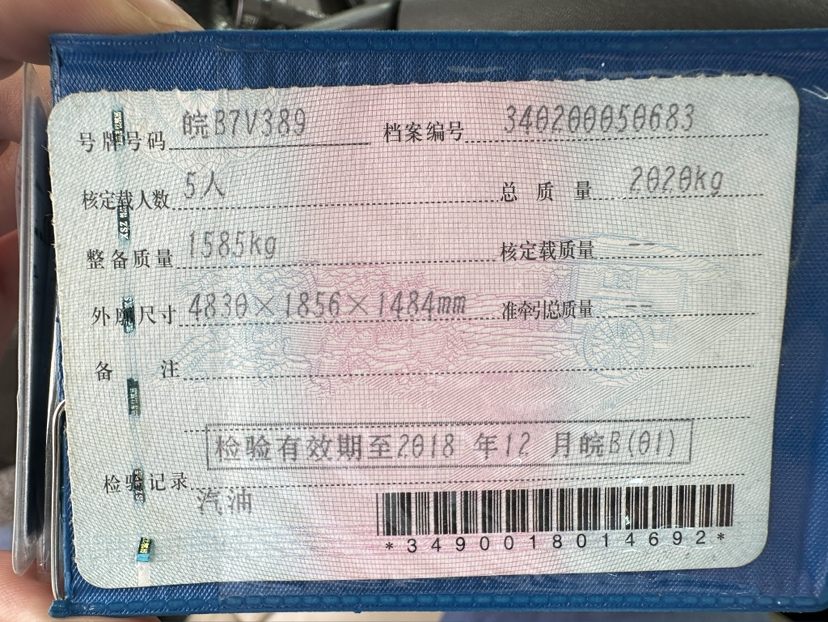 号牌号码 皖B7V389 档案编号 340200050683
核定载人数 5人 总质量 2020kg
整备质量 1585kg 核定载质量 --
外廓尺寸 4830×1856×1484mm 准牵引总质量 --
备注
检验有效期至2018 年12 月皖B(01)
检验记录
汽油
*3490018014692*